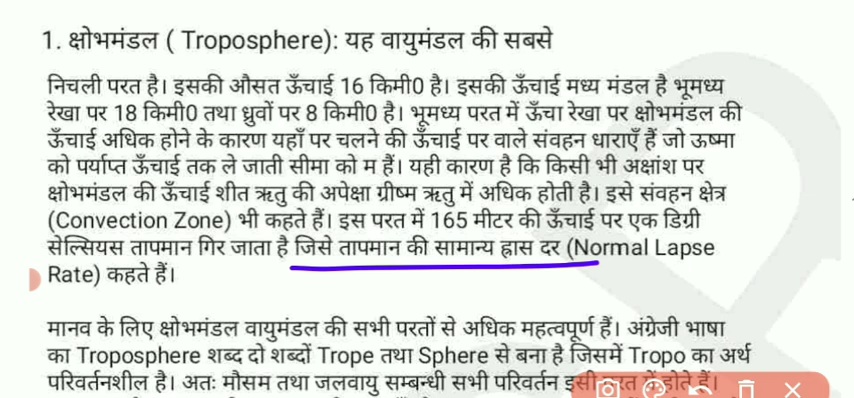 1. क्षोभमंडल ( Troposphere): यह वायुमंडल की सबसे
निचली परत है। इसकी औसत ऊँचाई 16 किमी0 है। इसकी ऊँचाई मध्य मंडल है भूमध्य
रेखा पर 18 किमी0 तथा ध्रुवों पर 8 किमी0 है। भूमध्य परत में ऊँचा रेखा पर क्षोभमंडल की
ऊँचाई अधिक होने के कारण यहाँ पर चलने की ऊँचाई पर वाले संवहन धाराएँ हैं जो ऊष्मा
को पर्याप्त ऊँचाई तक ले जाती सीमा को म हैं। यही कारण है कि किसी भी अक्षांश पर
क्षोभमंडल की ऊँचाई शीत ऋतु की अपेक्षा ग्रीष्म ऋतु में अधिक होती है। इसे संवहन क्षेत्र
(Convection Zone) भी कहते हैं। इस परत में 165 मीटर की ऊँचाई पर एक डिग्री
सेल्सियस तापमान गिर जाता है जिसे तापमान की सामान्य ह्रास दर (Normal Lapse
Rate) कहते हैं।
मानव के लिए क्षोभमंडल वायुमंडल की सभी परतों से अधिक महत्वपूर्ण हैं। अंग्रेजी भाषा
का Troposphere शब्द दो शब्दों Trope तथा Sphere से बना है जिसमें Tropo का अर्थ
परिवर्तनशील है। अतः मौसम तथा जलवायु सम्बन्धी सभी परिवर्तन इसी परत में होते हैं।